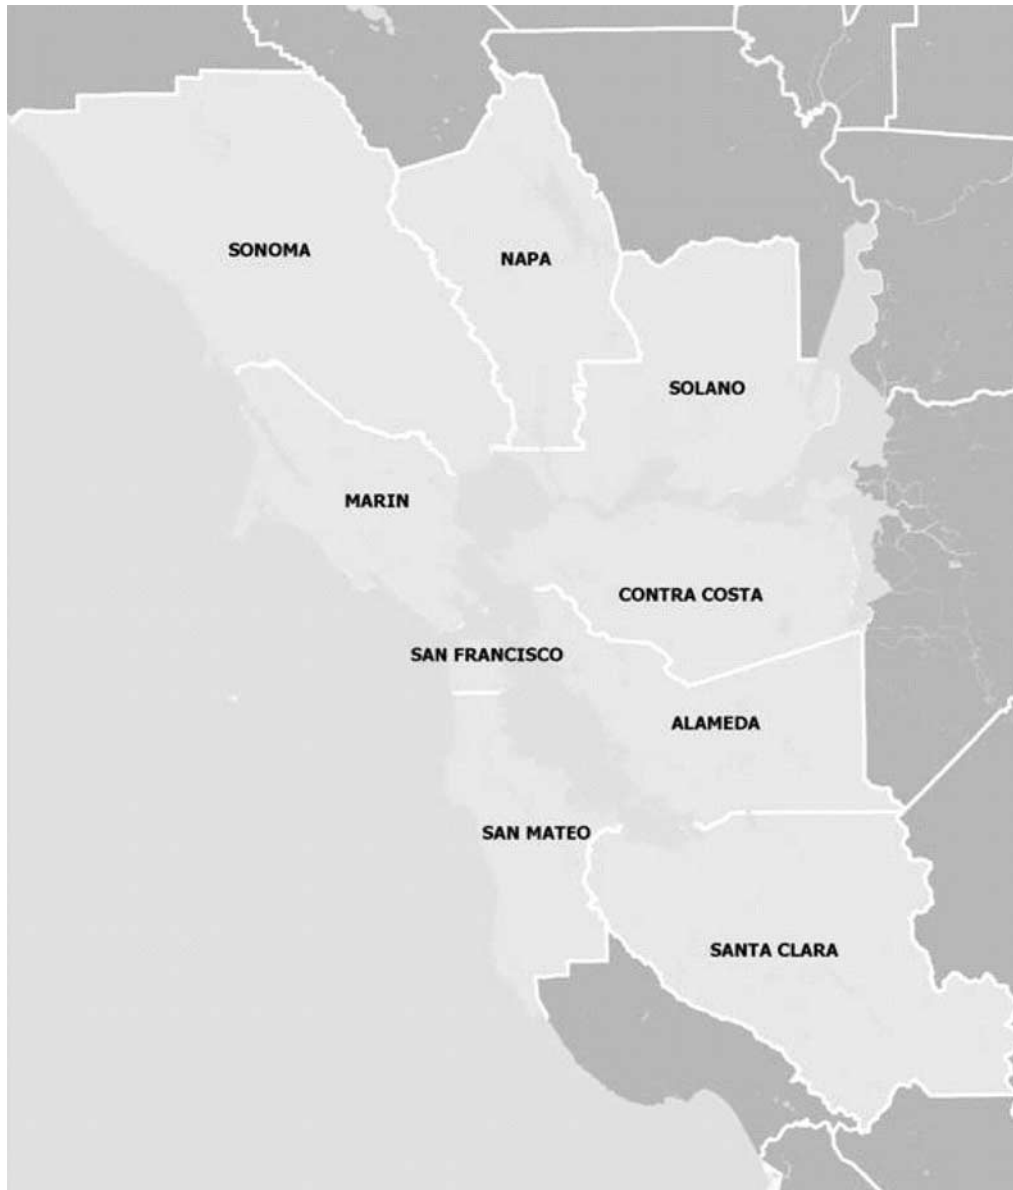 SONOMA
NAPA
SOLANO
MARIN
CONTRA COSTA
SAN FRANCISCO
ALAMEDA
SAN MATEO
SANTA CLARA